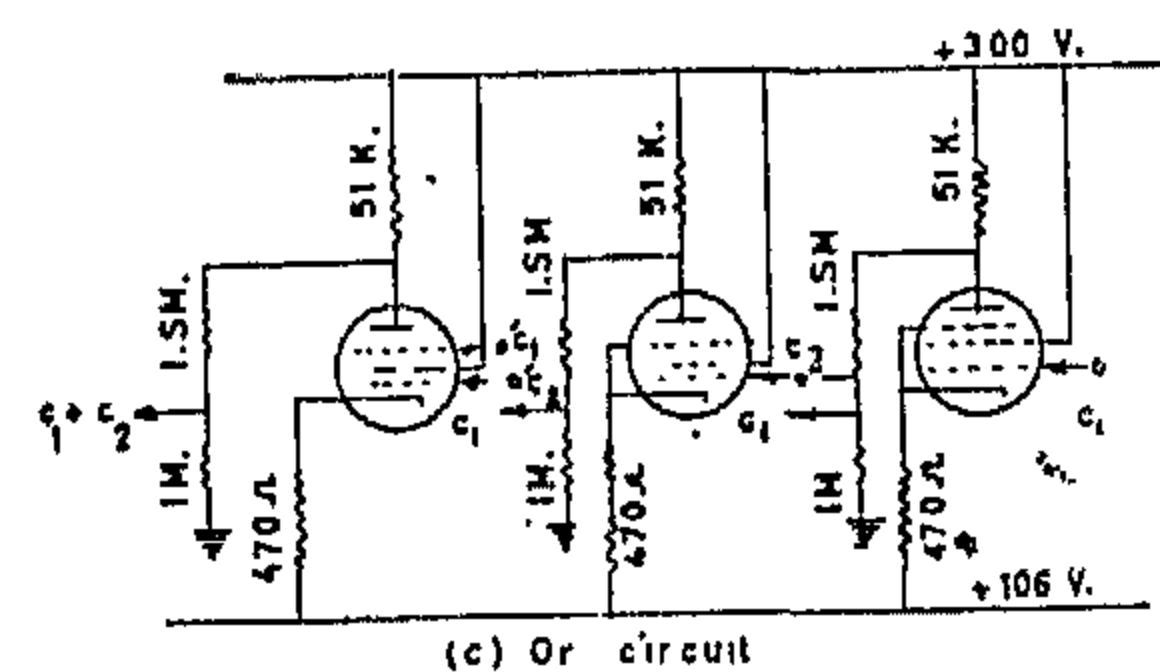 +300 V.
51 K.
51 K.
51 K.
1.5M.
1.5M
1.5M
c₁+ c₂
C₁
1M.
1M.
1M
470Ω
470Ω
470Ω
+106 V.
(c) Or circuit